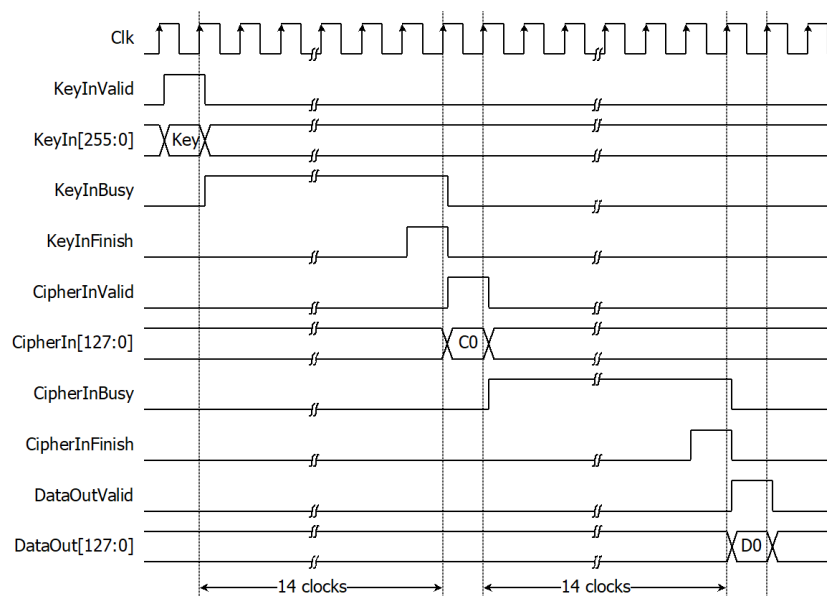 Clk
KeyInValid
KeyIn[255:0]
Key
KeyInBusy
KeyInFinish
CipherInValid
CipherIn[127:0]
C0
CipherInBusy
CipherInFinish
DataOutValid
DataOut[127:0]
D0
14 clocks
14 clocks